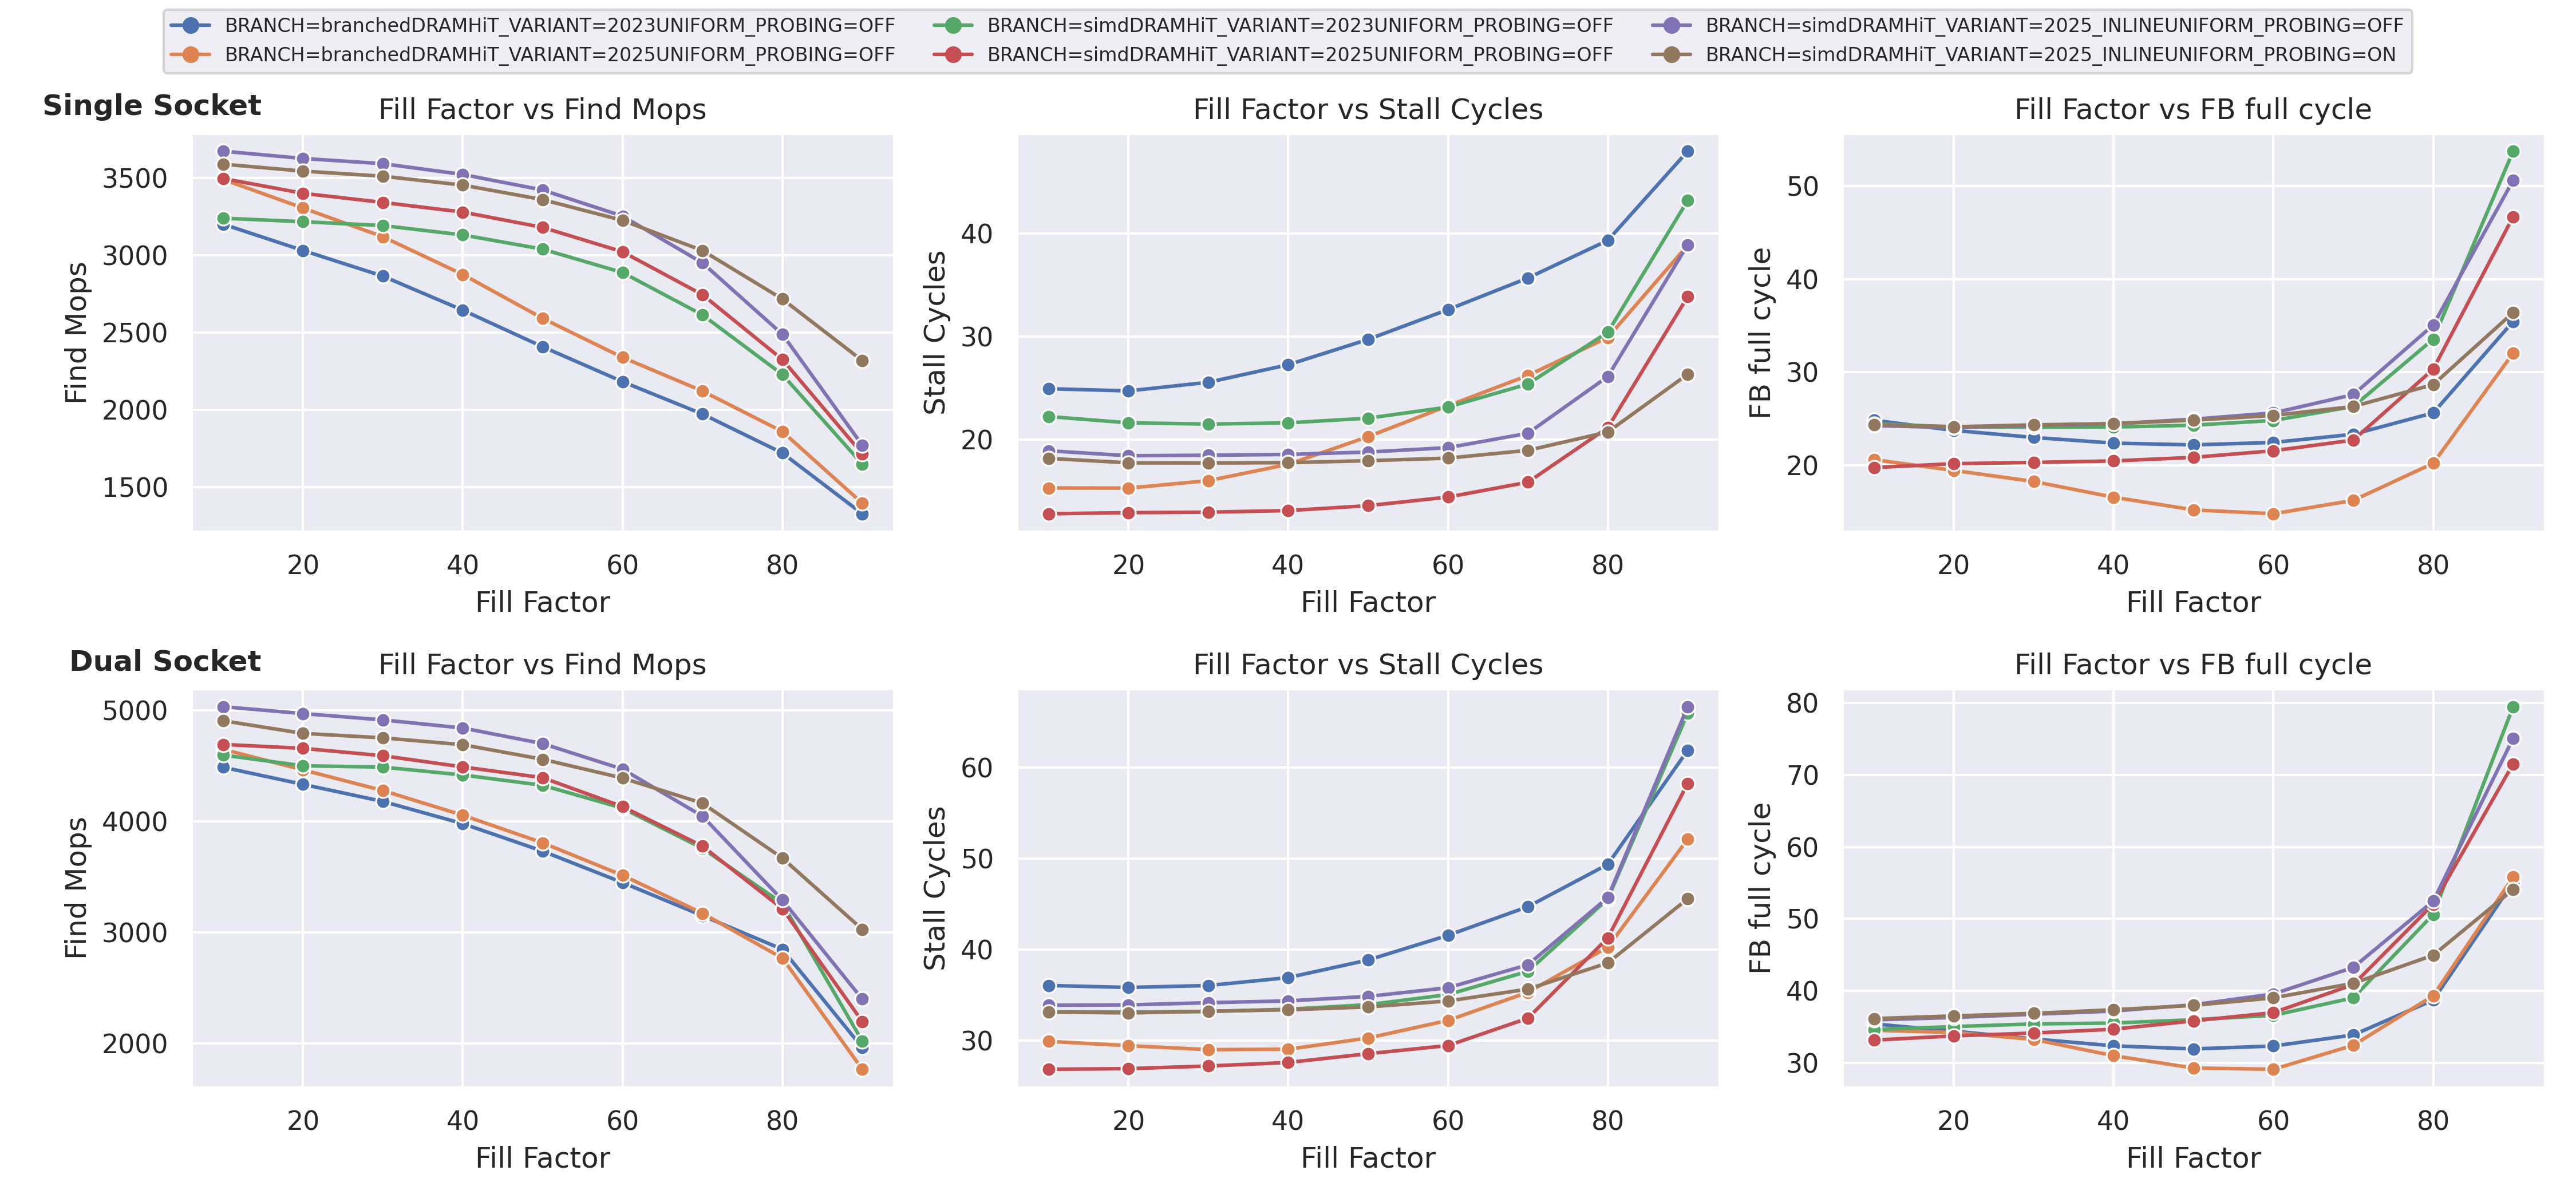 BRANCH=branchedDRAMHiT_VARIANT=2023UNIFORM_PROBING=OFF
BRANCH=branchedDRAMHiT_VARIANT=2025UNIFORM_PROBING=OFF
BRANCH=simdDRAMHiT_VARIANT=2023UNIFORM_PROBING=OFF
BRANCH=simdDRAMHiT_VARIANT=2025UNIFORM_PROBING=OFF
BRANCH=simdDRAMHiT_VARIANT=2025_INLINEUNIFORM_PROBING=OFF
BRANCH=simdDRAMHiT_VARIANT=2025_INLINEUNIFORM_PROBING=ON
Single Socket
Fill Factor vs Find Mops
Find Mops
3500
3000
2500
2000
1500
20 40 60 80
Fill Factor
Fill Factor vs Stall Cycles
Stall Cycles
40
30
20
20 40 60 80
Fill Factor
Fill Factor vs FB full cycle
FB full cycle
50
40
30
20
20 40 60 80
Fill Factor
Dual Socket
Fill Factor vs Find Mops
Find Mops
5000
4000
3000
2000
20 40 60 80
Fill Factor
Fill Factor vs Stall Cycles
Stall Cycles
60
50
40
30
20 40 60 80
Fill Factor
Fill Factor vs FB full cycle
FB full cycle
80
70
60
50
40
30
20 40 60 80
Fill Factor